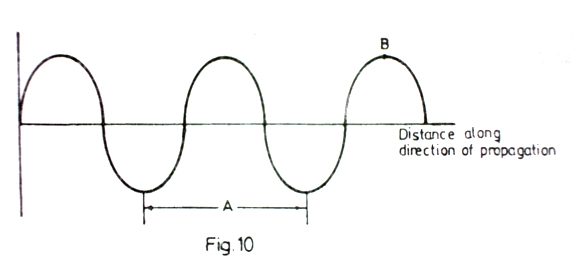 B
Distance along
direction of propagation
A
Fig.10